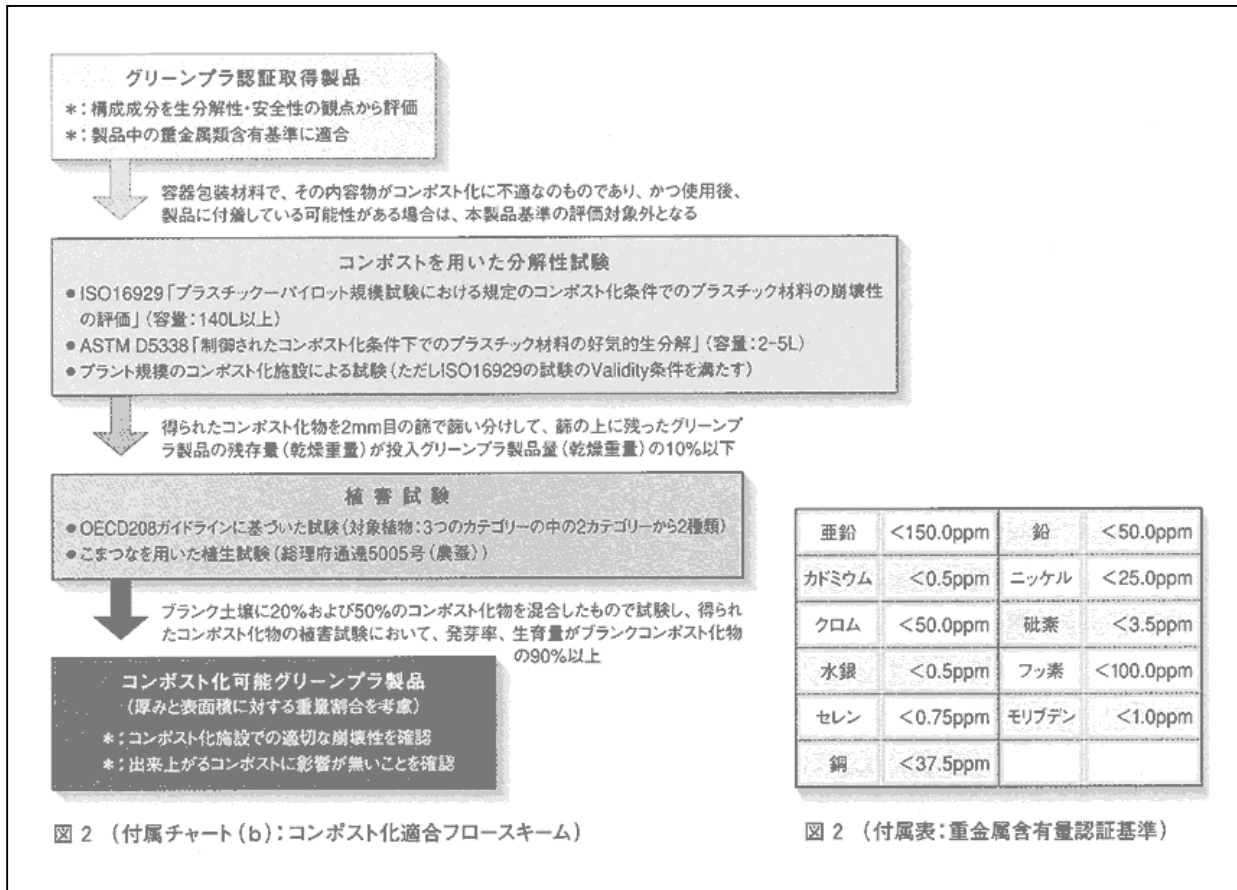 グリーンプラ認証取得製品
*：構成成分を生分解性・安全性の観点から評価
*：製品中の重金属類含有基準に適合
容器包装材料で、その内容物がコンポスト化に不適なのものであり、かつ使用後、
製品に付着している可能性がある場合は、本製品基準の評価対象外となる
コンポストを用いた分解性試験
●ISO16929「プラスチックーパイロット規模試験における規定のコンポスト化条件でのプラスチック材料の崩壊性
の評価」（容量：140L以上）
●ASTM D5338「制御されたコンポスト化条件下でのプラスチック材料の好気的生分解」（容量：2-5L）
●プラント規模のコンポスト化施設による試験（ただしISO16929の試験のValidity条件を満たす）
得られたコンポスト化物を2mm目の篩で篩い分けして、篩の上に残ったグリーンプ
ラ製品の残存量（乾燥重量）が投入グリーンプラ製品量（乾燥重量）の10%以下
植害試験
●OECD208ガイドラインに基づいた試験（対象植物：3つのカテゴリーの中の2カテゴリーから2種類）
●こまつなを用いた植生試験（総理府通達5005号（農蚕））
ブランク土壌に20%および50%のコンポスト化物を混合したもので試験し、得られ
たコンポスト化物の植害試験において、発芽率、生育量がブランクコンポスト化物
の90%以上
コンポスト化可能グリーンプラ製品
（厚みと表面積に対する重量割合を考慮）
*：コンポスト化施設での適切な崩壊性を確認
*：出来上がるコンポストに影響が無いことを確認
図 2 （付属チャート（b）：コンポスト化適合フロースキーム）
亜鉛 <150.0ppm 鉛 <50.0ppm
カドミウム <0.5ppm ニッケル <25.0ppm
クロム <50.0ppm 砒素 <3.5ppm
水銀 <0.5ppm フッ素 <100.0ppm
セレン <0.75ppm モリブデン <1.0ppm
銅 <37.5ppm
図 2 （付属表：重金属含有量認証基準）